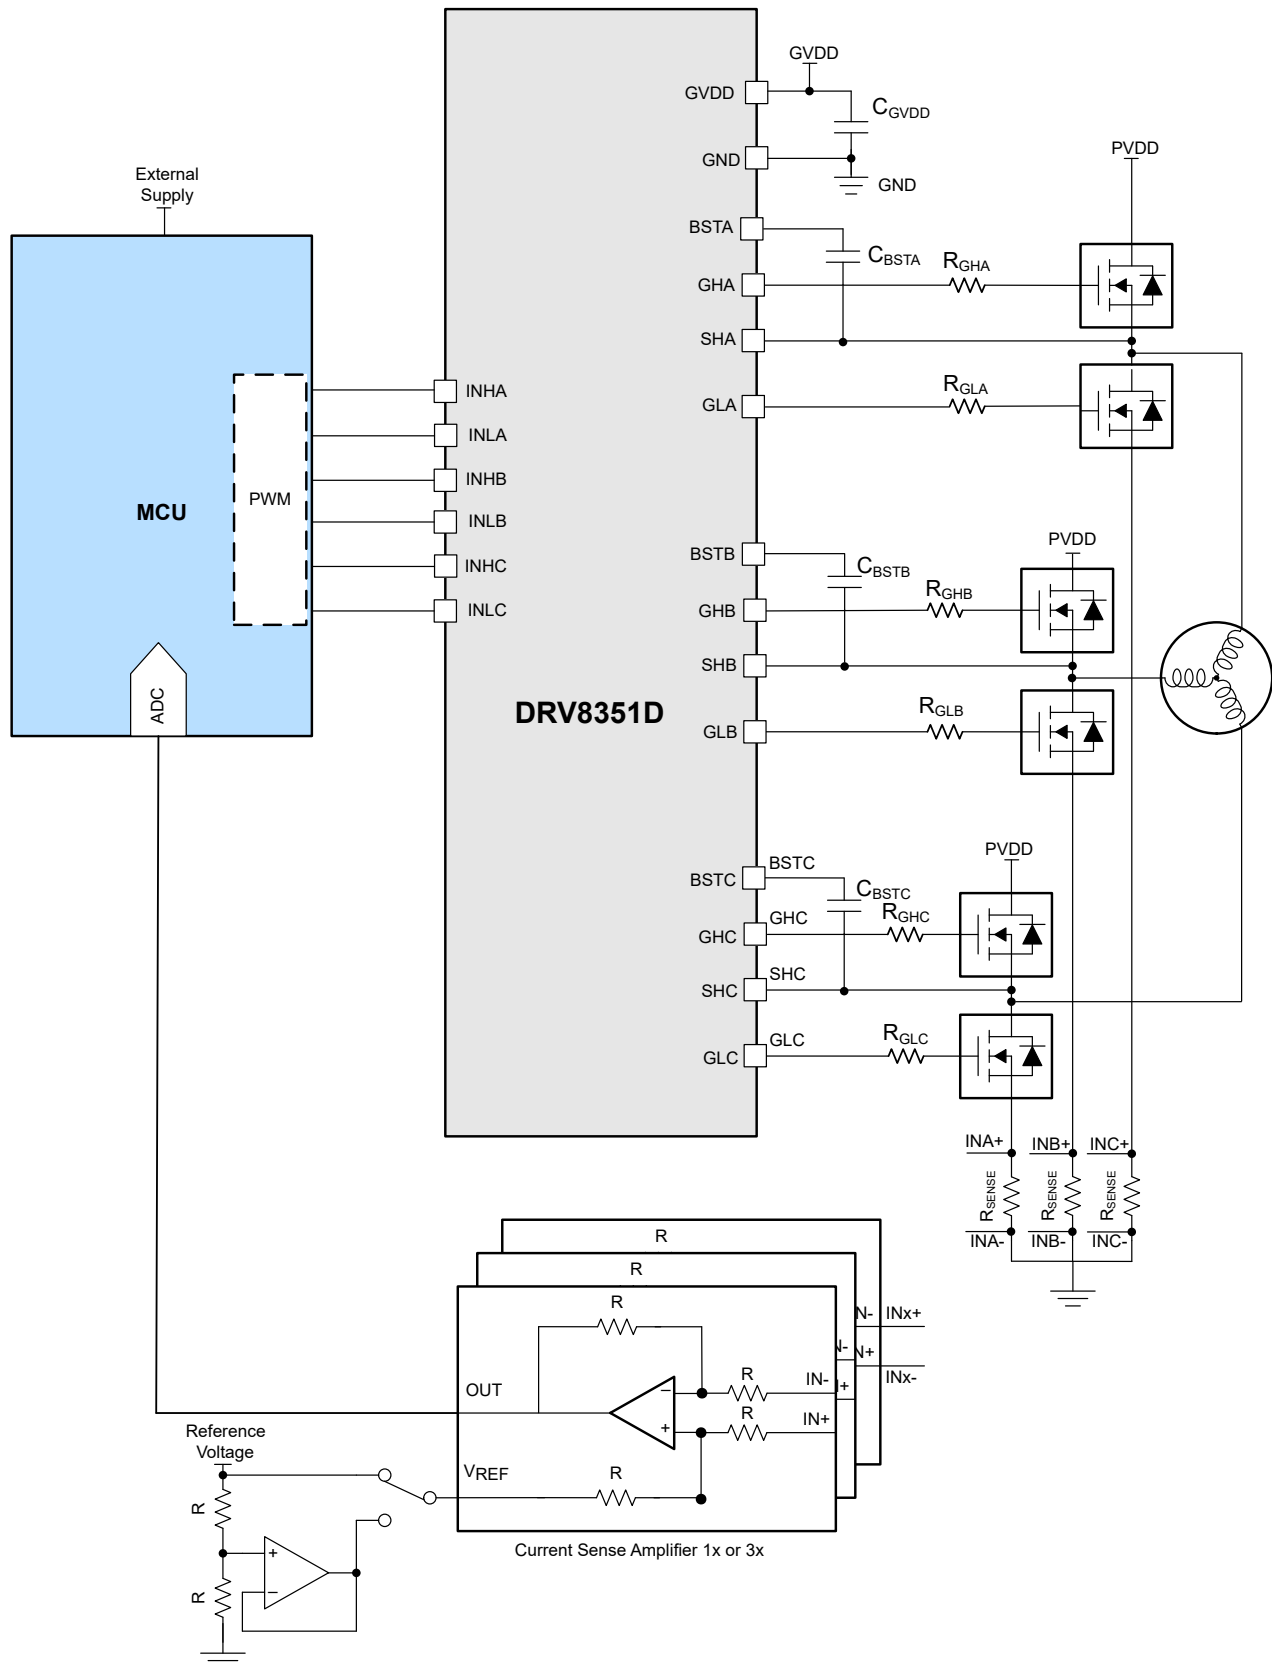 GVDD
GVDD
CGVDD
GND
GND
PVDD
External
Supply
BSTA
CBSTA
GHA
RGHA
SHA
GLA
RGLA
INHA
INLA
INHB
INLB
INHC
INLC
PWM
MCU
ADC
DRV8351D
BSTB
CBSTB
PVDD
GHB
RGHB
SHB
GLB
RGLB
BSTC
BSTC
CBSTC
PVDD
GHC
GHC
RGHC
SHC
SHC
GLC
GLC
RGLC
INA+
INB+
INC+
RSENSE
RSENSE
RSENSE
INA-
INB-
INC-
R
R
R
N-
INx+
N-
N+
INx-
OUT
−
R
IN-
+
+
R
IN+
Reference
Voltage
VREF
R
R
+
−
R
Current Sense Amplifier 1x or 3x